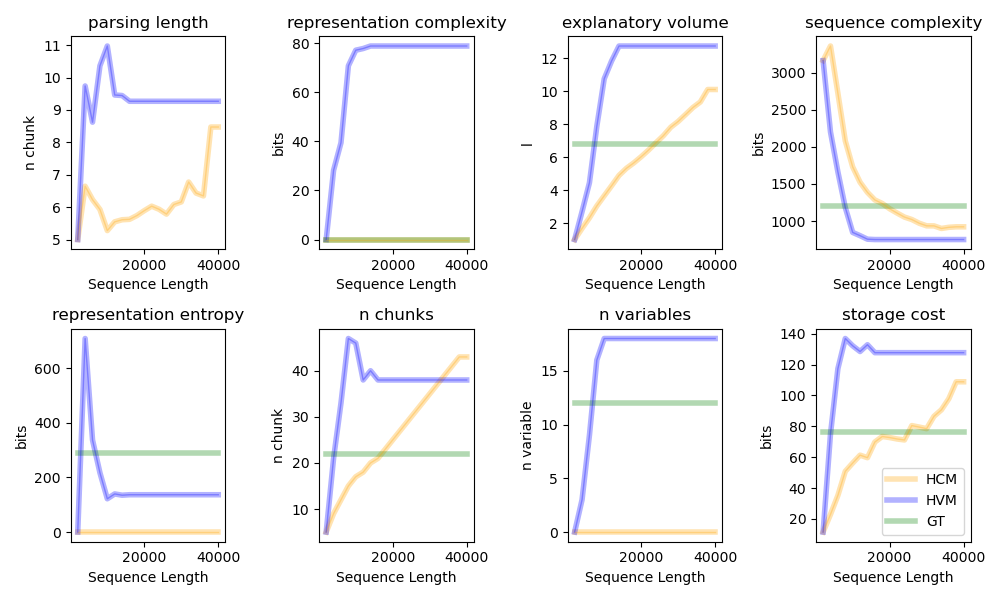 parsing length
representation complexity
explanatory volume
sequence complexity
11
10
9
8
7
6
5
n chunk
20000
40000
Sequence Length
80
60
40
20
0
bits
20000
40000
Sequence Length
12
10
8
6
4
2
l
20000
40000
Sequence Length
3000
2500
2000
1500
1000
bits
20000
40000
Sequence Length
representation entropy
n chunks
n variables
storage cost
600
400
200
0
bits
20000
40000
Sequence Length
40
30
20
10
n chunk
20000
40000
Sequence Length
15
10
5
0
n variable
20000
40000
Sequence Length
140
120
100
80
60
40
20
bits
HCM
HVM
GT
20000
40000
Sequence Length